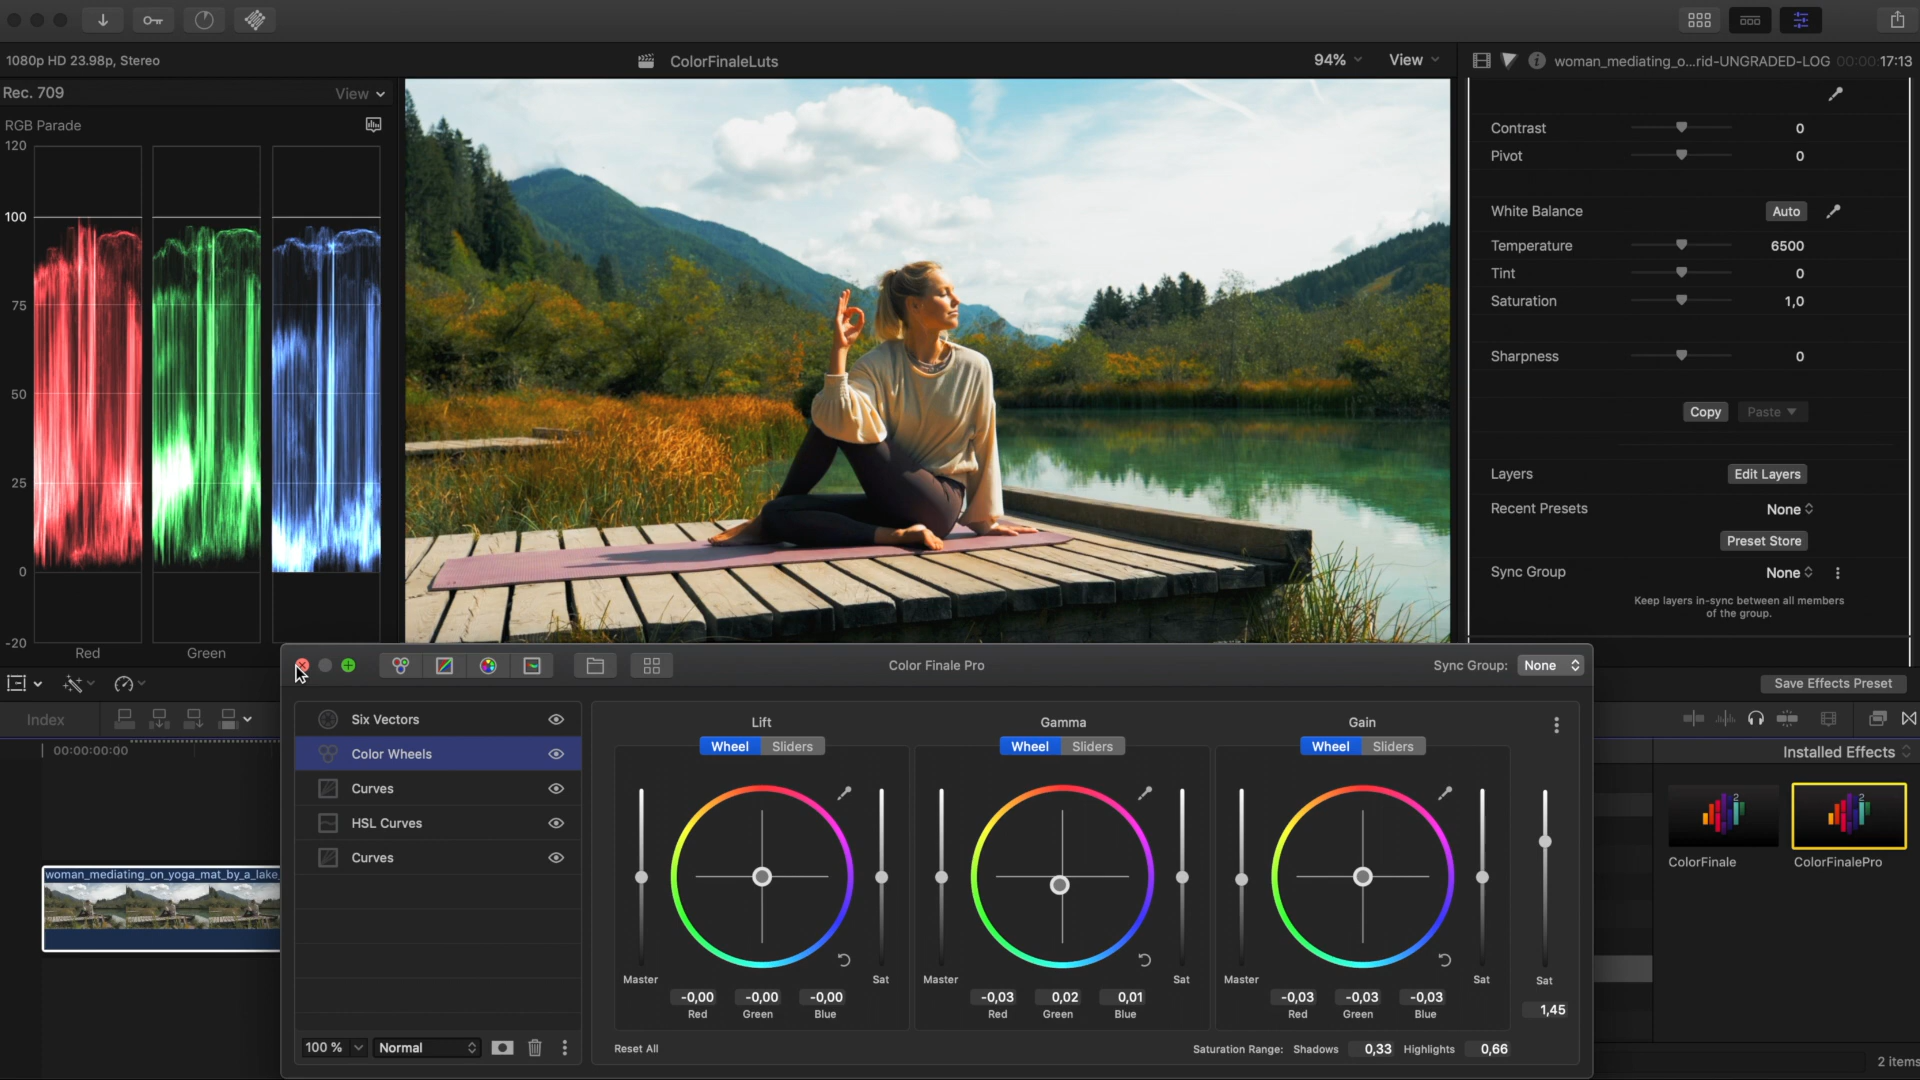 1080p HD 23.98p, Stereo
ColorFinaleLuts
94%
View
woman_mediating_o...rid-UNGRADED-LOG
00:00:17:13
Rec. 709
View
RGB Parade
120
100
75
50
25
0
-20
Red
Green
Contrast
0
Pivot
0
White Balance
Auto
Temperature
6500
Tint
0
Saturation
1,0
Sharpness
0
Copy
Paste
Layers
Edit Layers
Recent Presets
None
Preset Store
Sync Group
None
Keep layers in-sync between all members
of the group.
Save Effects Preset
Index
00:00:00:00
woman_mediating_on_yoga_mat_by_a_lake_
Color Finale Pro
Sync Group:
None
Six Vectors
Color Wheels
Curves
HSL Curves
Curves
100 %
Normal
Lift
Wheel
Sliders
Master
Sat
-0,00
-0,00
-0,00
Red
Green
Blue
Gamma
Wheel
Sliders
Master
Sat
-0,03
0,02
0,01
Red
Green
Blue
Gain
Wheel
Sliders
Master
Sat
-0,03
-0,03
-0,03
Red
Green
Blue
Sat
1,45
Reset All
Saturation Range:
Shadows
0,33
Highlights
0,66
Installed Effects
2
ColorFinale
2
ColorFinalePro
2 items